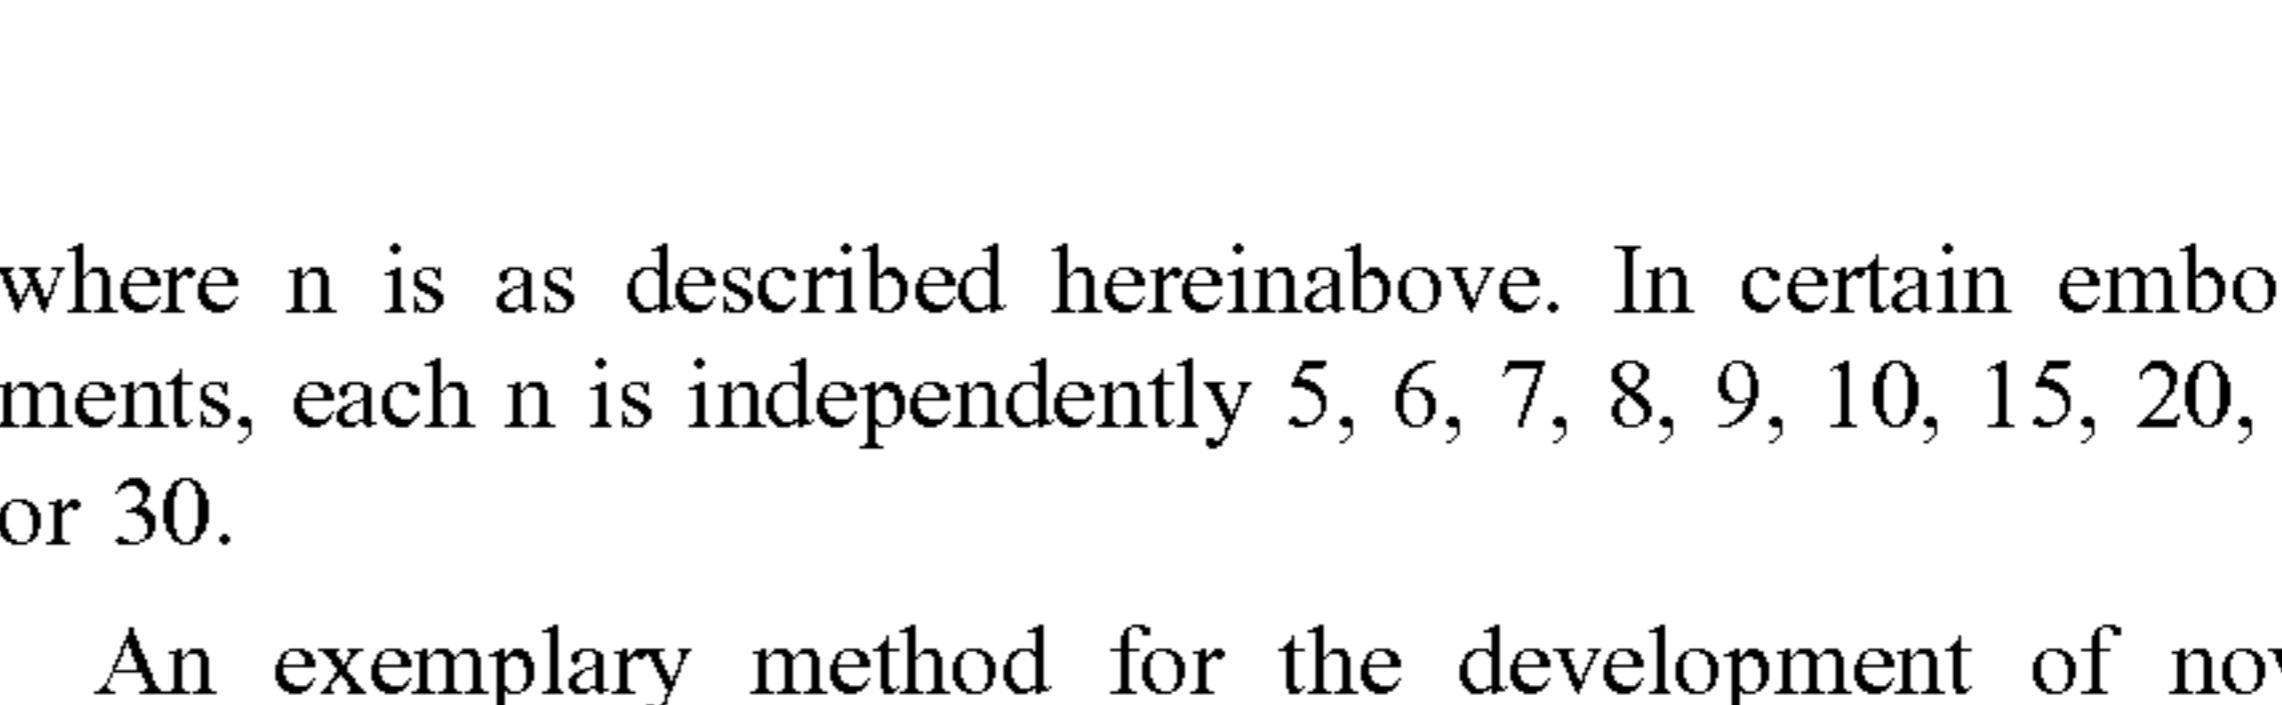 where n is as described hereinabove. In certain embo
ments, each n is independently 5, 6, 7, 8, 9, 10, 15, 20,
or 30.
An exemplary method for the development of nov